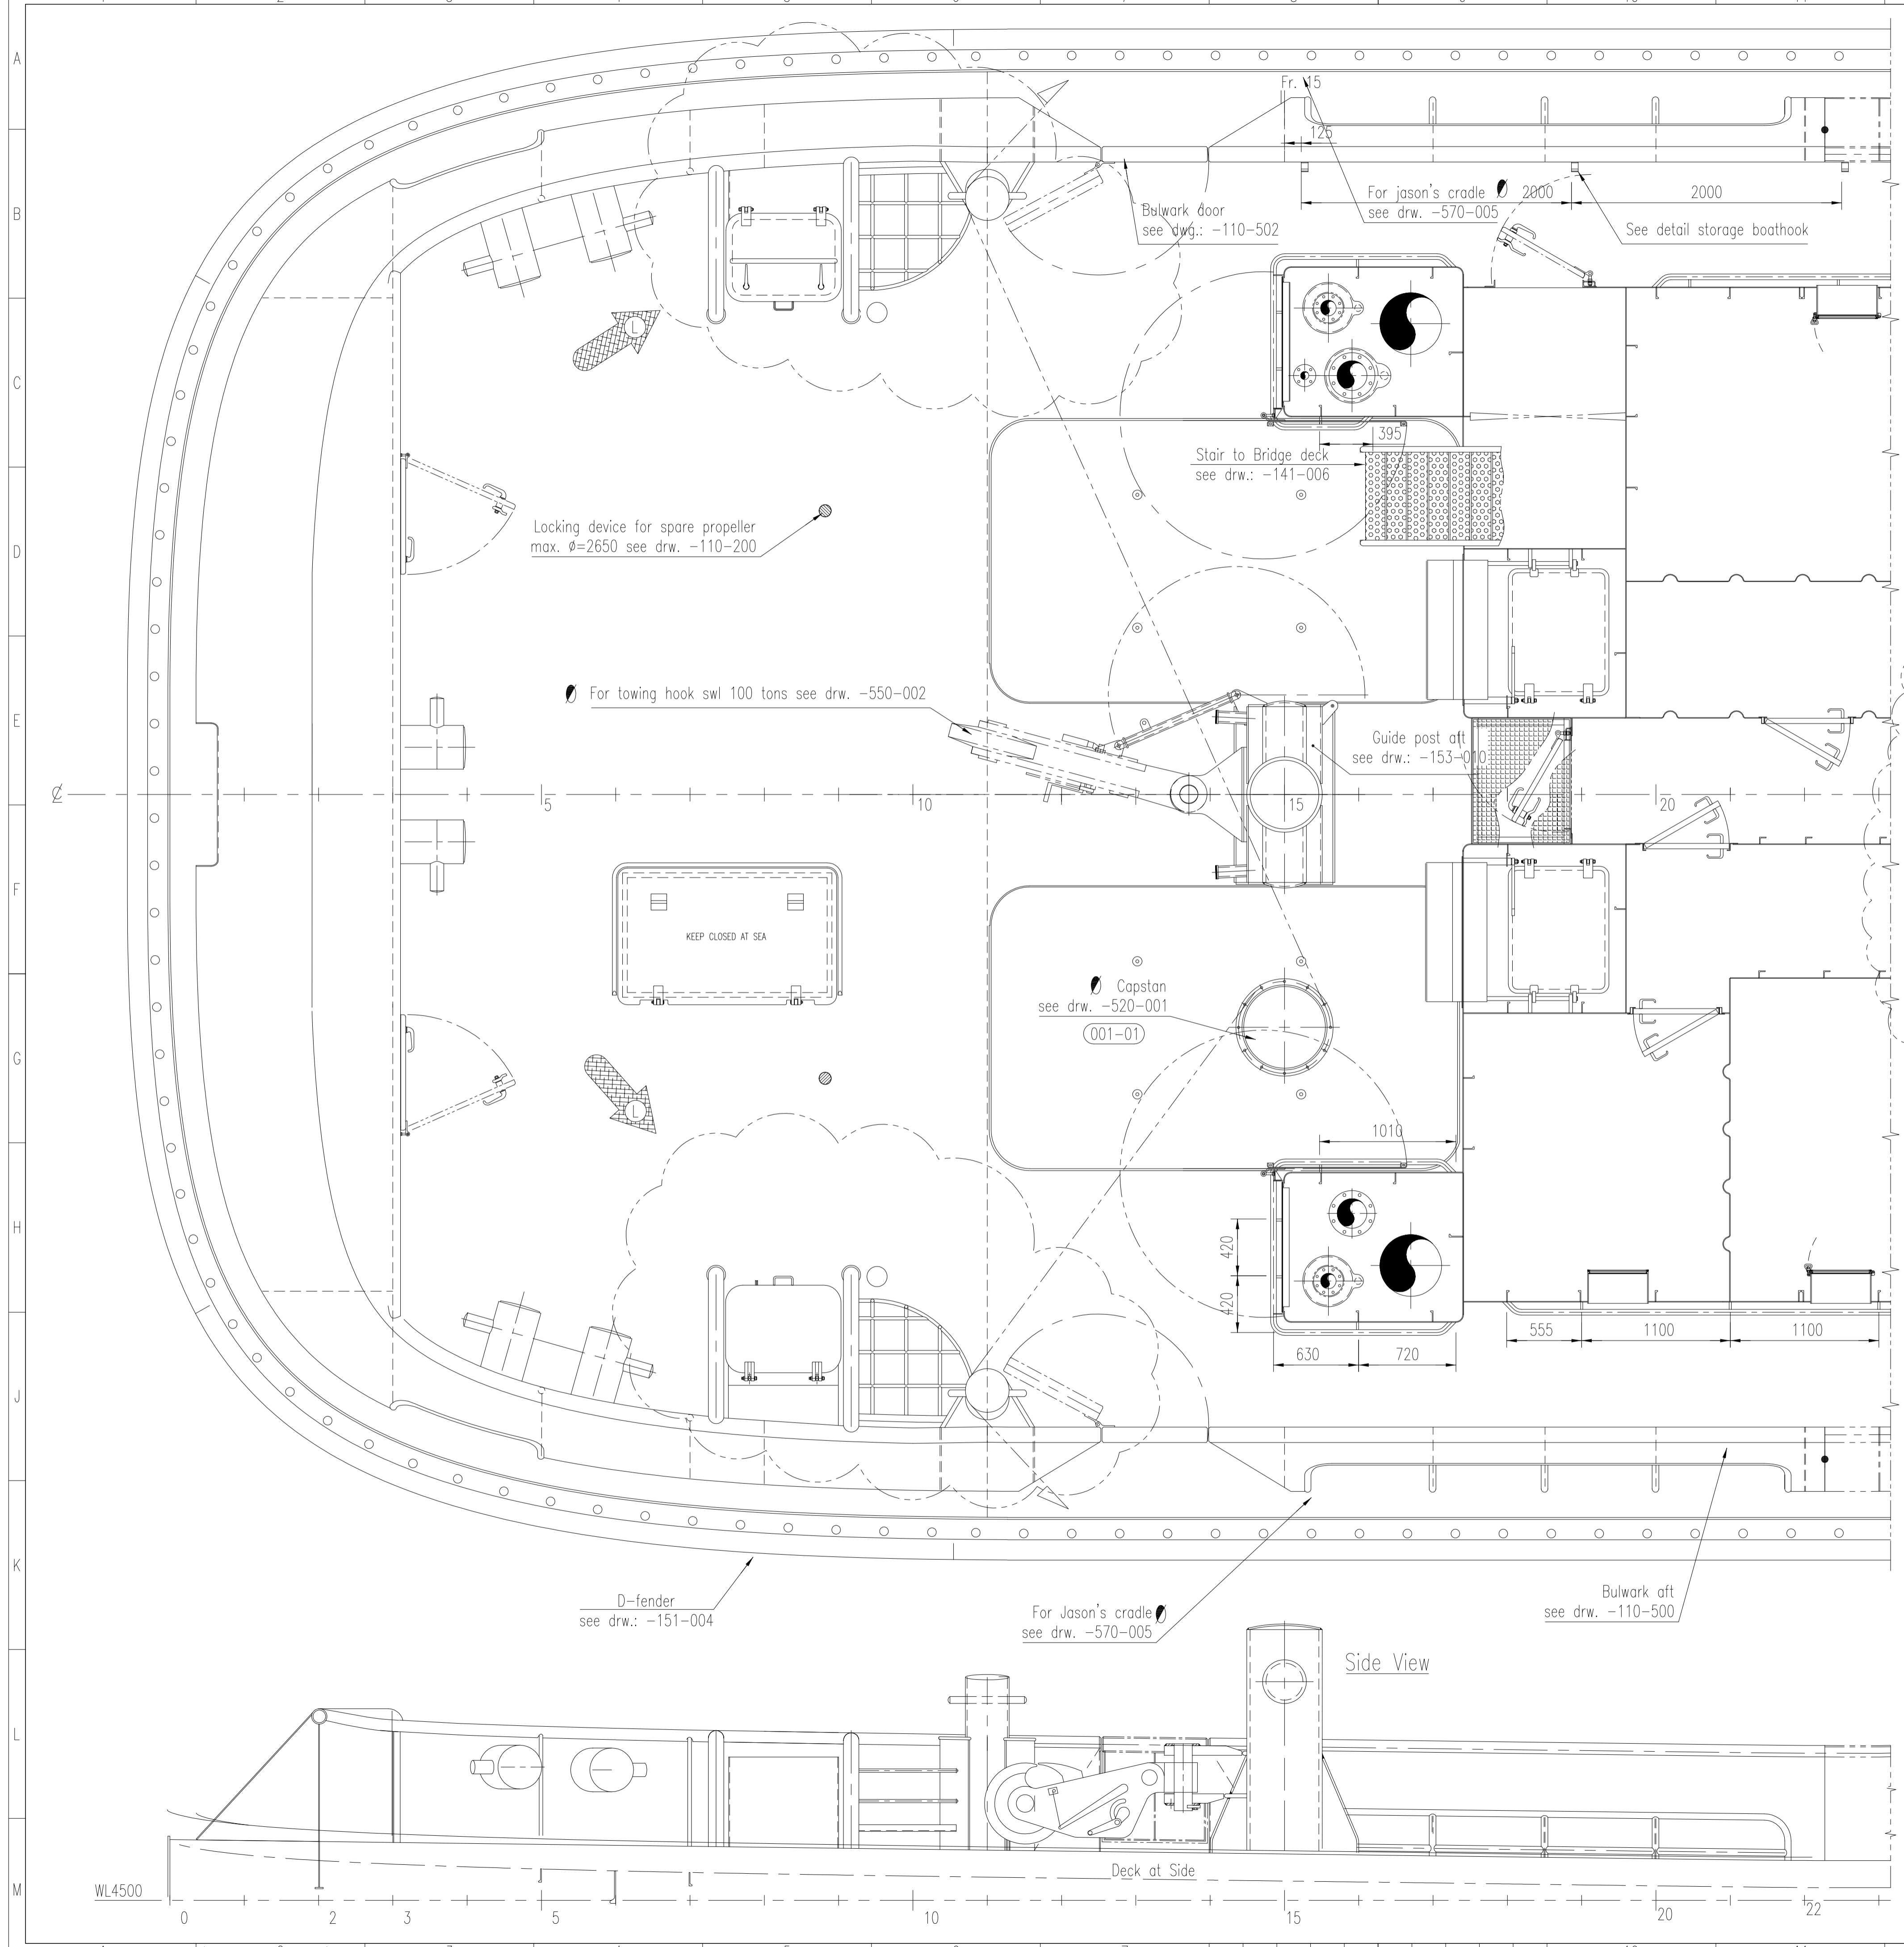 A
Fr. 15
125
For jason's cradle 2000
see drw. -570-005
2000
B
Bulwark door
see dwg.: -110-502
See detail storage boathook
L
C
395
Stair to Bridge deck
see drw.: -141-006
Locking device for spare propeller
max. ø=2650 see drw. -110-200
D
For towing hook swl 100 tons see drw. -550-002
E
Guide post aft
see drw.: -153-010
℄
5
10
15
20
F
KEEP CLOSED AT SEA
Capstan
see drw. -520-001
001-01
G
L
1010
H
420
420
555
1100
1100
630
720
J
K
D-fender
see drw.: -151-004
For Jason's cradle
see drw. -570-005
Bulwark aft
see drw. -110-500
Side View
L
Deck at Side
M
WL4500
0
2
3
5
10
15
20
22